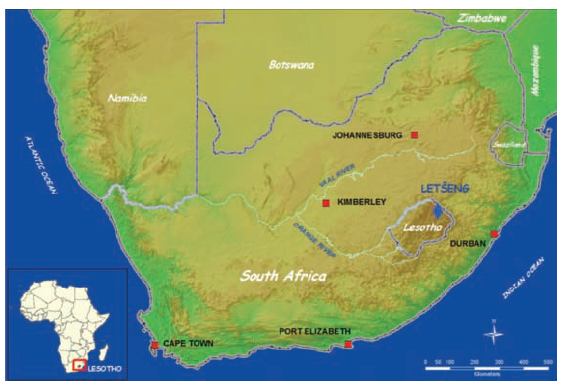 Zimbabwe
Botswana
Mozambique
Namibia
JOHANNESBURG
Swaziland
ATLANTIC OCEAN
VAAL RIVER
LETŠENG
KIMBERLEY
Lesotho
ORANGE RIVER
DURBAN
South Africa
INDIAN OCEAN
PORT ELIZABETH
CAPE TOWN
LESOTHO
N
50 0 50 100 200 300 400 500
Kilometers